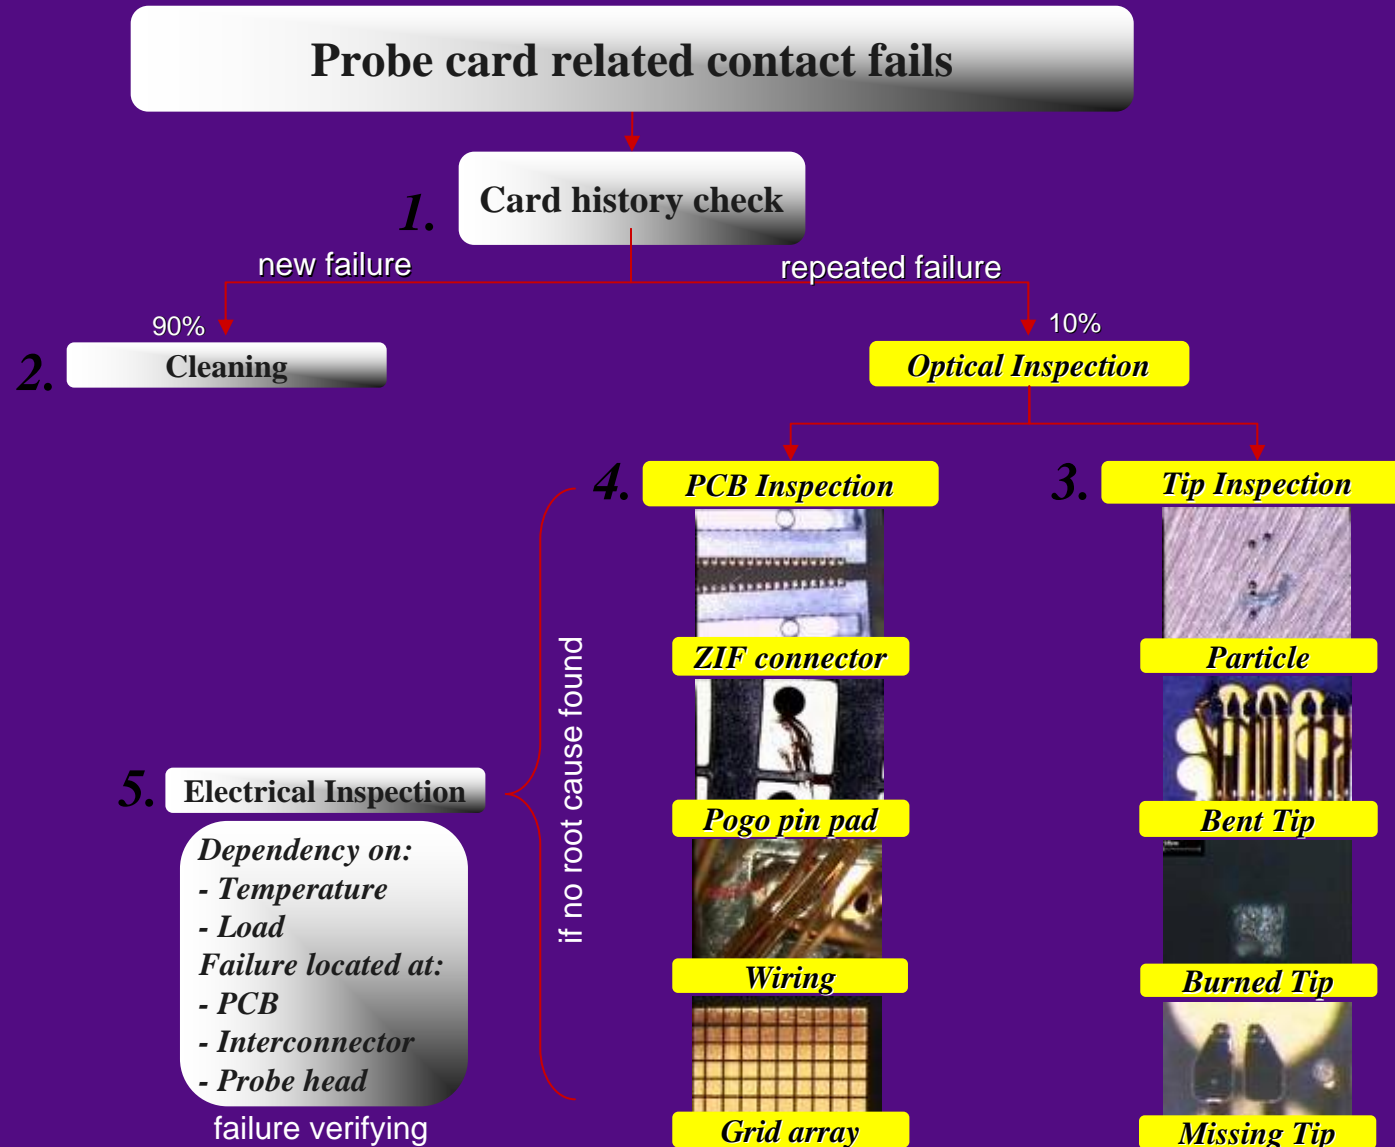 Probe card related contact fails
1.
Card history check
new failure
repeated failure
90%
10%
2.
Cleaning
Optical Inspection
4.
PCB Inspection
3.
Tip Inspection
ZIF connector
Particle
if no root cause found
5.
Electrical Inspection
Pogo pin pad
Bent Tip
Dependency on:
- Temperature
- Load
Failure located at:
- PCB
- Interconnector
- Probe head
failure verifying
Wiring
Burned Tip
Grid array
Missing Tip